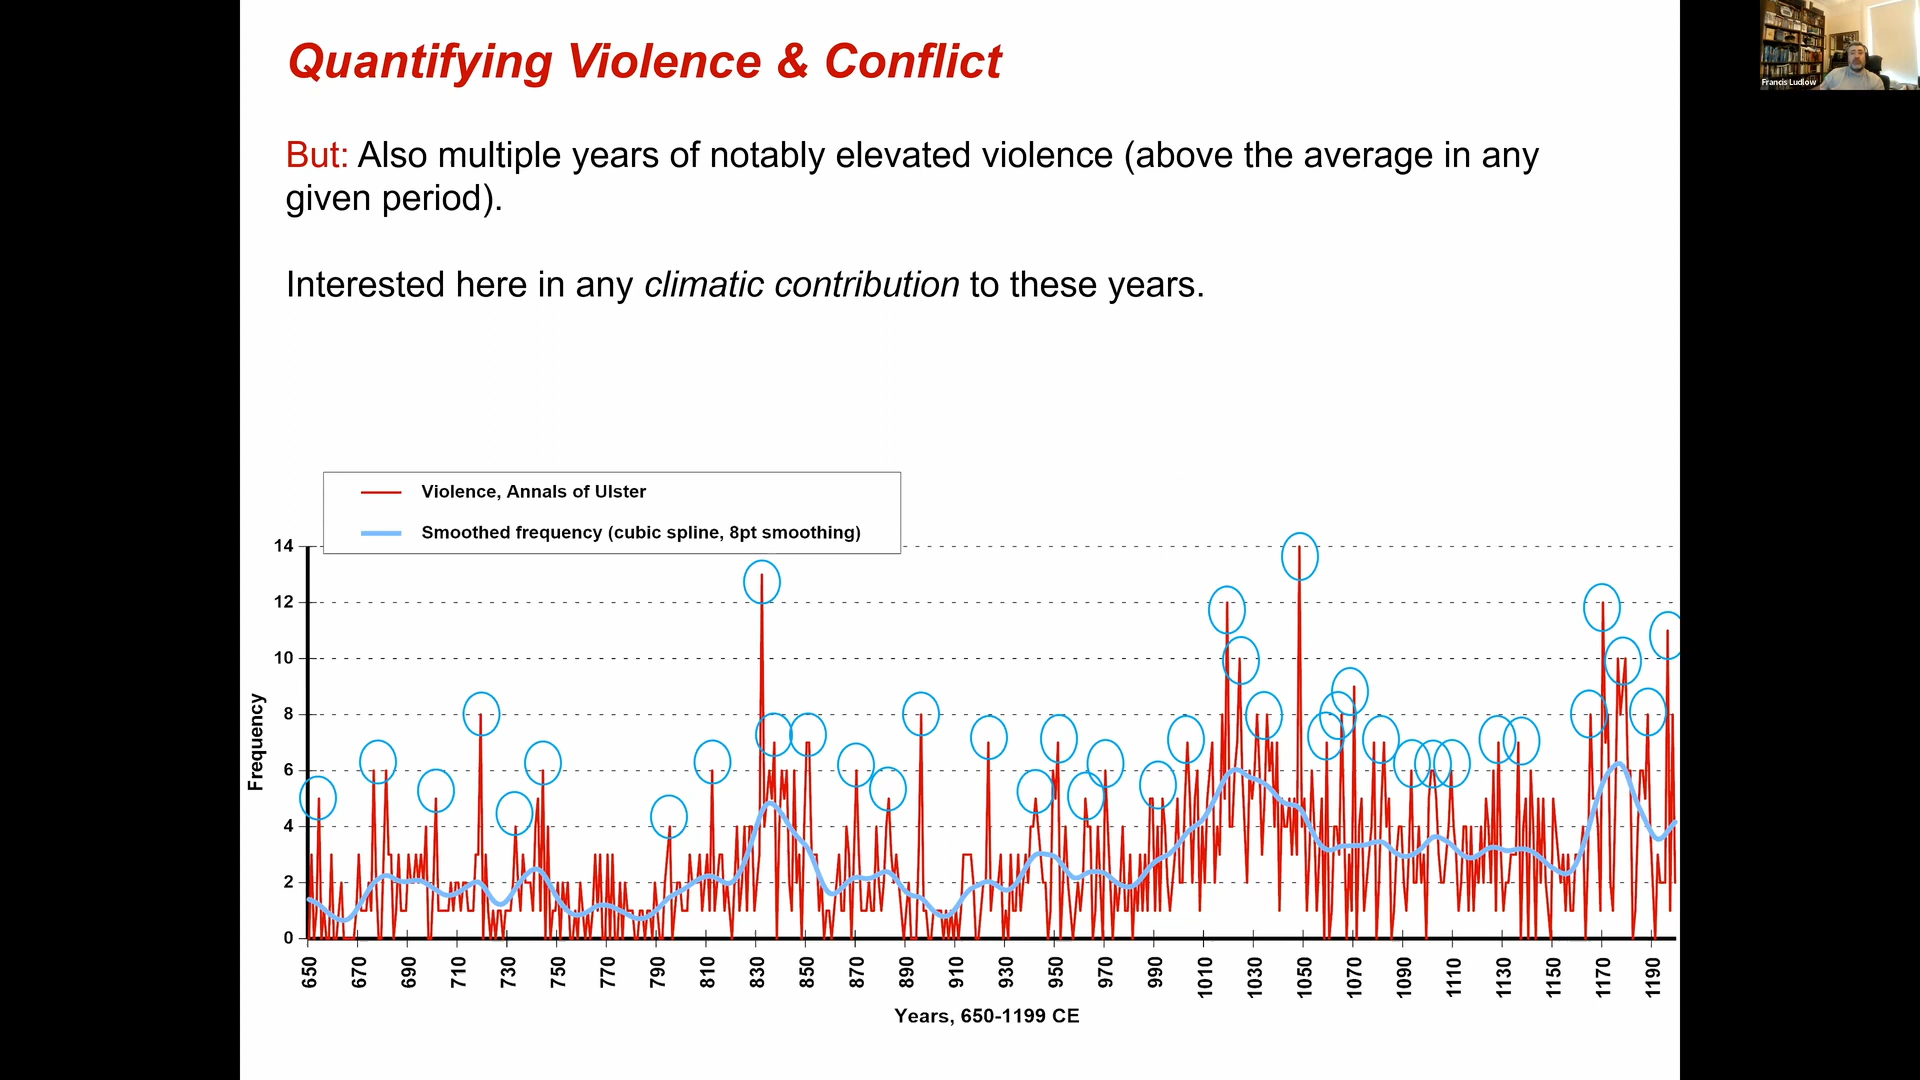 Quantifying Violence & Conflict
Francis Ludlow
But: Also multiple years of notably elevated violence (above the average in any
given period).
Interested here in any climatic contribution to these years.
Violence, Annals of Ulster
Smoothed frequency (cubic spline, 8pt smoothing)
14
12
10
8
6
4
2
0
Frequency
650 670 690 710 730 750 770 790 810 830 850 870 890 910 930 950 970 990 1010 1030 1050 1070 1090 1110 1130 1150 1170 1190
Years, 650-1199 CE